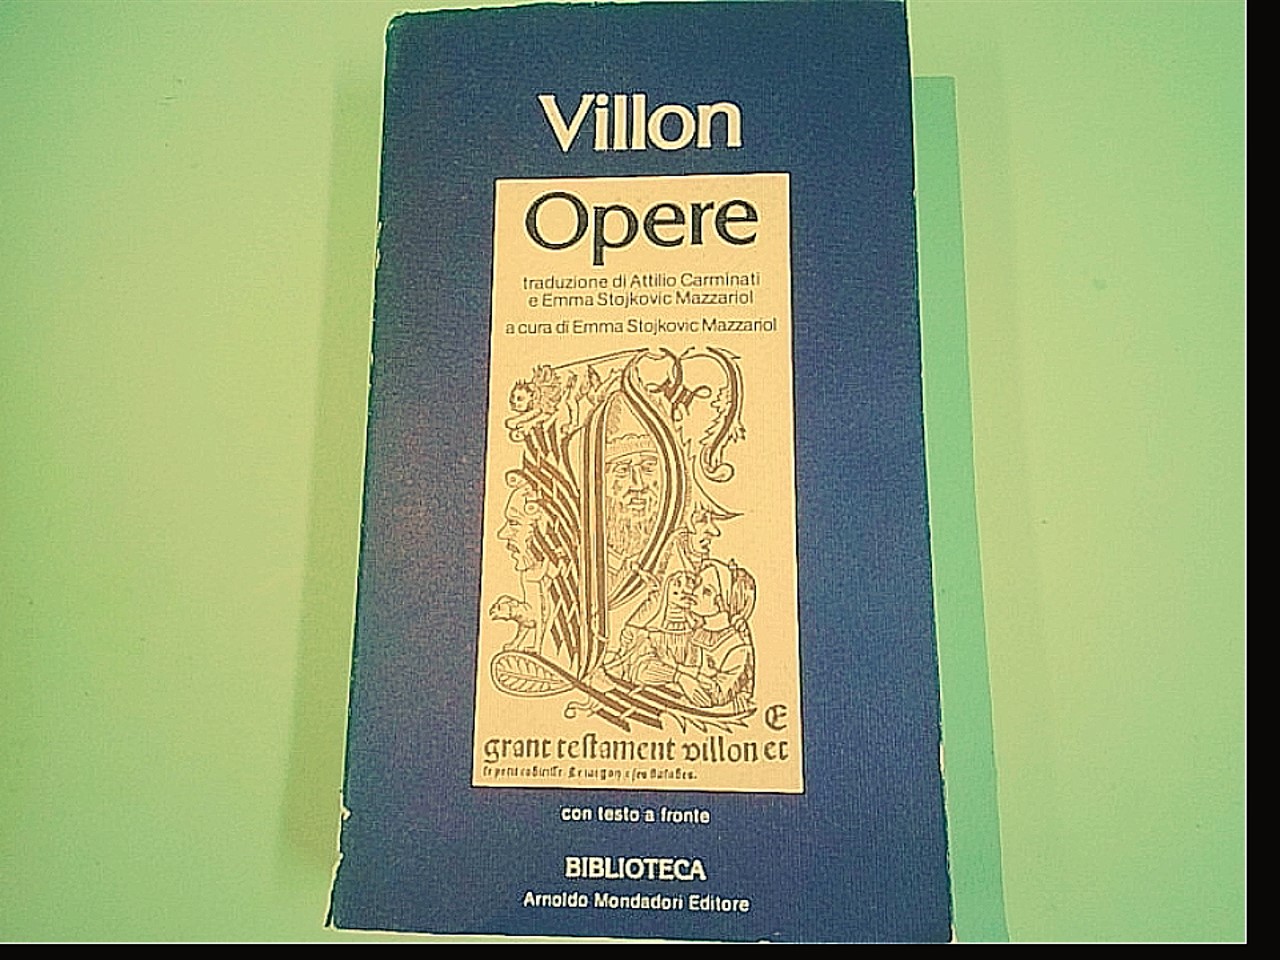 Villon
Opere
traduzione di Attilio Carminati
e Emma Stojkovic Mazzariol
a cura di Emma Stojkovic Mazzariol
E
grant testament villon et
con testo a fronte
BIBLIOTECA
Arnoldo Mondadori Editore